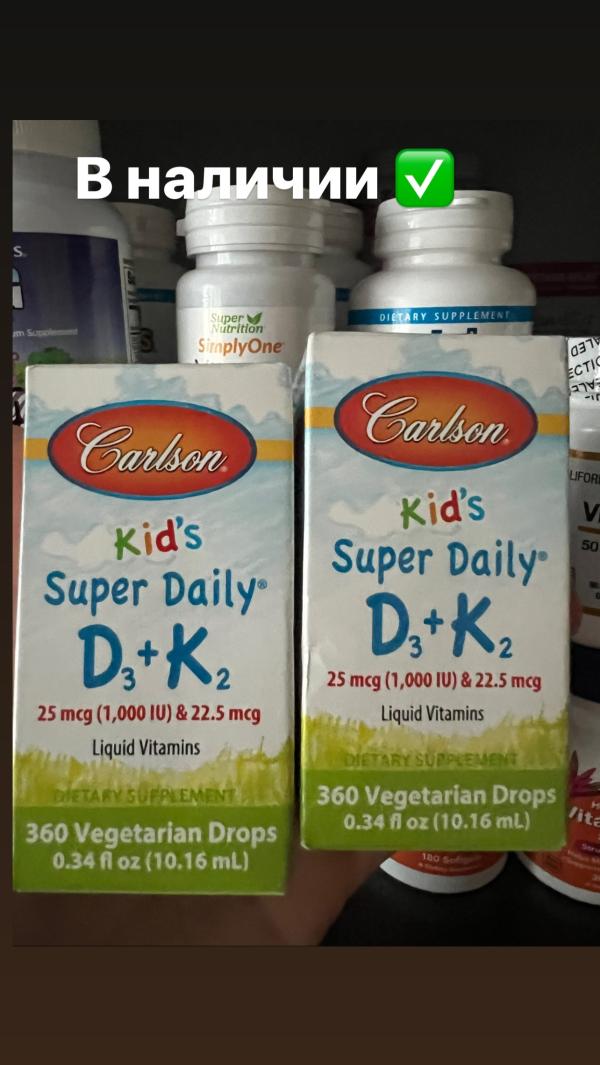 В наличии ✅
Super
Nutrition
SimplyOne
DIETARY SUPPLEMENT
Carlson
Kid's
Super Daily®
D₃+K₂
25 mcg (1,000 IU) & 22.5 mcg
Liquid Vitamins
DIETARY SUPPLEMENT
360 Vegetarian Drops
0.34 fl oz (10.16 mL)
Carlson
Kid's
Super Daily®
D₃+K₂
25 mcg (1,000 IU) & 22.5 mcg
Liquid Vitamins
DIETARY SUPPLEMENT
360 Vegetarian Drops
0.34 fl oz (10.16 mL)
180 Softgels